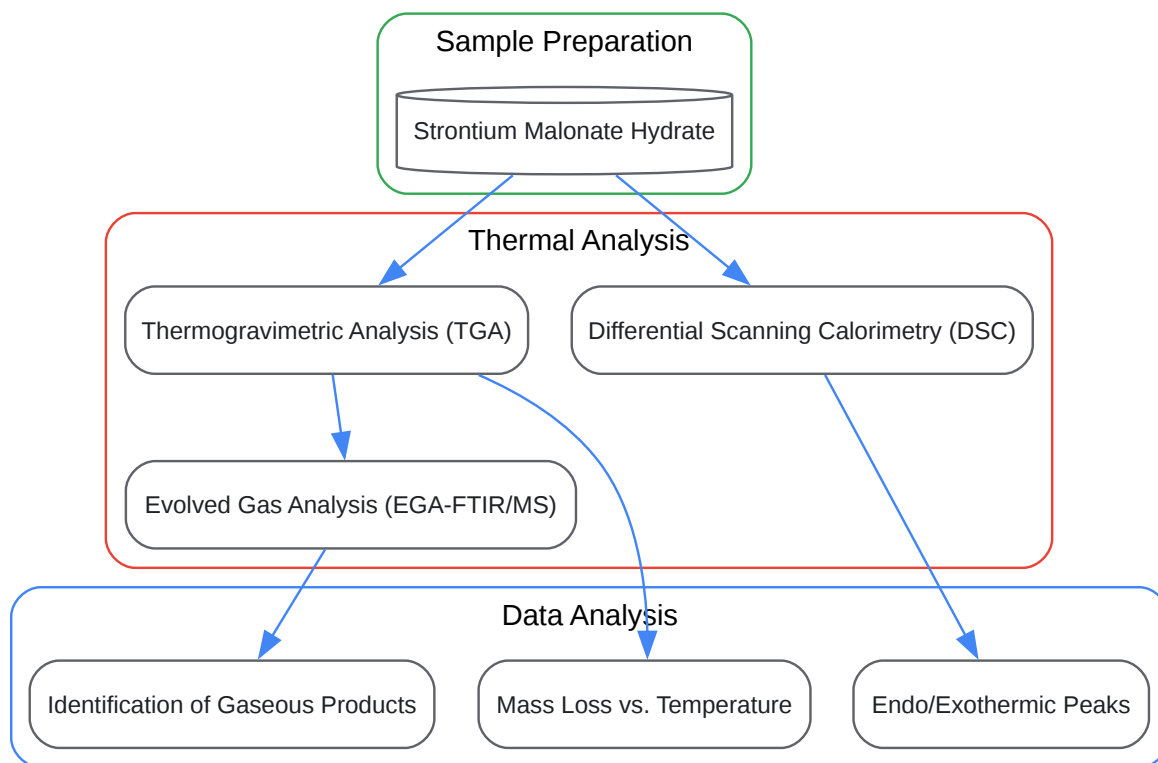 Sample Preparation
Strontium Malonate Hydrate
Thermal Analysis
Thermogravimetric Analysis (TGA)
Differential Scanning Calorimetry (DSC)
Evolved Gas Analysis (EGA-FTIR/MS)
Data Analysis
Identification of Gaseous Products
Mass Loss vs. Temperature
Endo/Exothermic Peaks